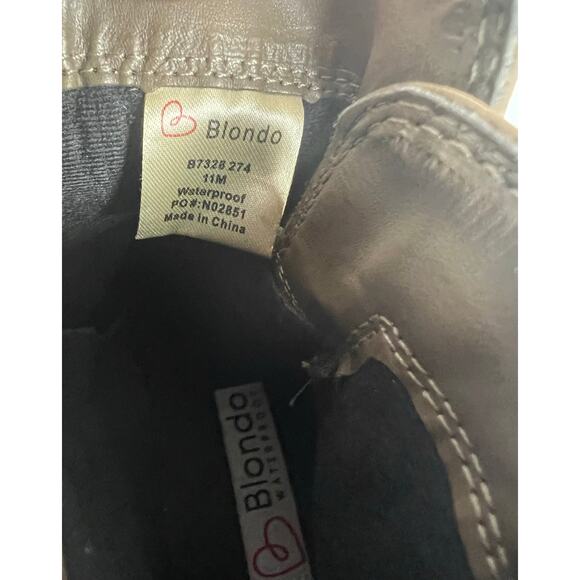 Blondo
B7328 274
11M
Waterproof
PO#:N02851
Made in China
Blondo
WATERPROOF